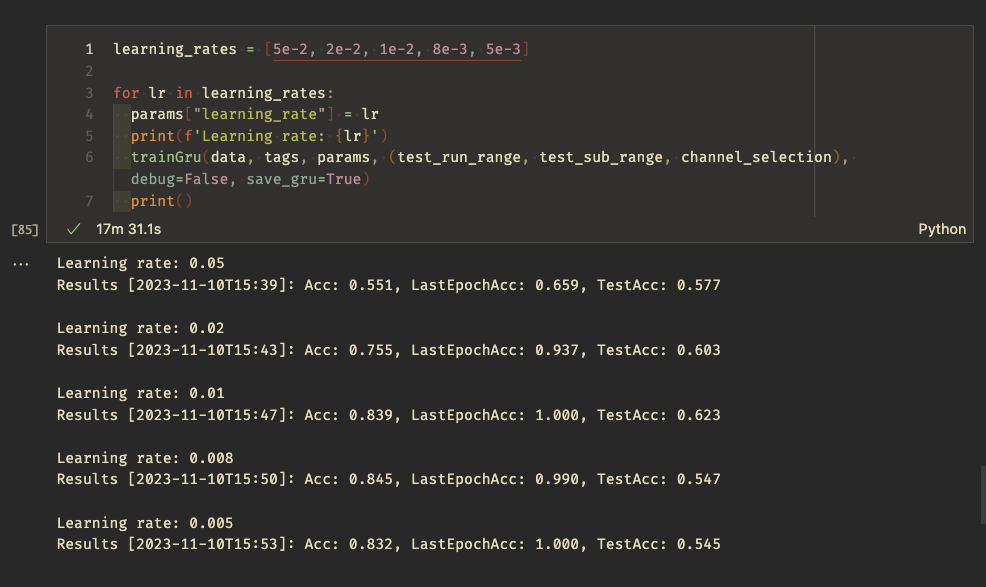 1 learning_rates = [5e-2, 2e-2, 1e-2, 8e-3, 5e-3]
2
3 for lr in learning_rates:
4 params["learning_rate"] = lr
5 print(f'Learning rate: {lr}')
6 trainGru(data, tags, params, (test_run_range, test_sub_range, channel_selection),
debug=False, save_gru=True)
7 print()
[85] ✓ 17m 31.1s Python
... Learning rate: 0.05
Results [2023-11-10T15:39]: Acc: 0.551, LastEpochAcc: 0.659, TestAcc: 0.577
Learning rate: 0.02
Results [2023-11-10T15:43]: Acc: 0.755, LastEpochAcc: 0.937, TestAcc: 0.603
Learning rate: 0.01
Results [2023-11-10T15:47]: Acc: 0.839, LastEpochAcc: 1.000, TestAcc: 0.623
Learning rate: 0.008
Results [2023-11-10T15:50]: Acc: 0.845, LastEpochAcc: 0.990, TestAcc: 0.547
Learning rate: 0.005
Results [2023-11-10T15:53]: Acc: 0.832, LastEpochAcc: 1.000, TestAcc: 0.545